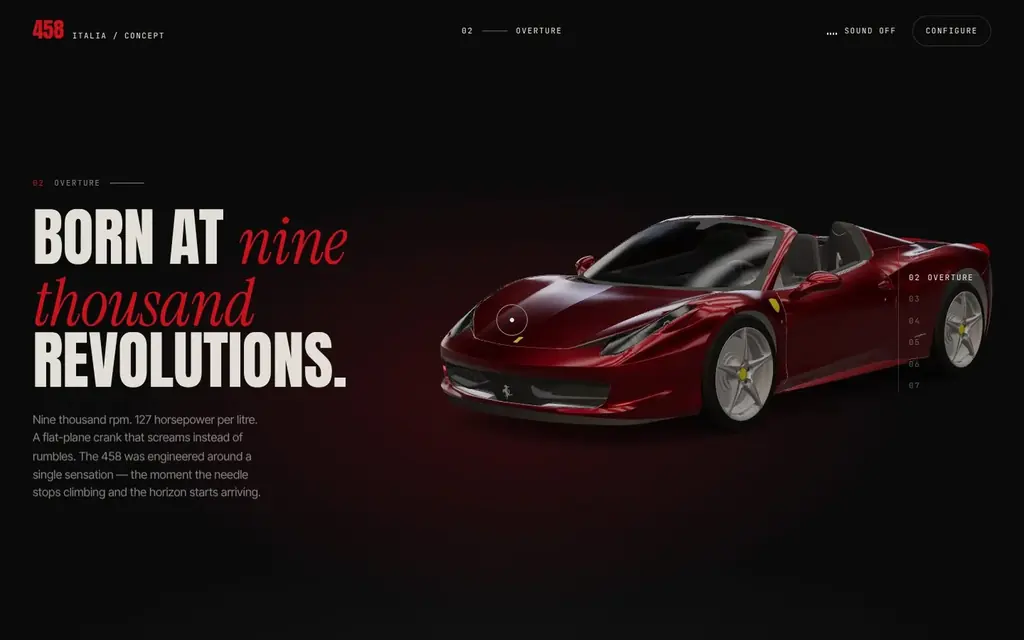 458 ITALIA / CONCEPT
02 — OVERTURE
SOUND OFF
CONFIGURE
02 OVERTURE
BORN AT nine
thousand
REVOLUTIONS.
Nine thousand rpm. 127 horsepower per litre.
A flat-plane crank that screams instead of
rumbles. The 458 was engineered around a
single sensation — the moment the needle
stops climbing and the horizon starts arriving.
02 OVERTURE
03
04
05
06
07